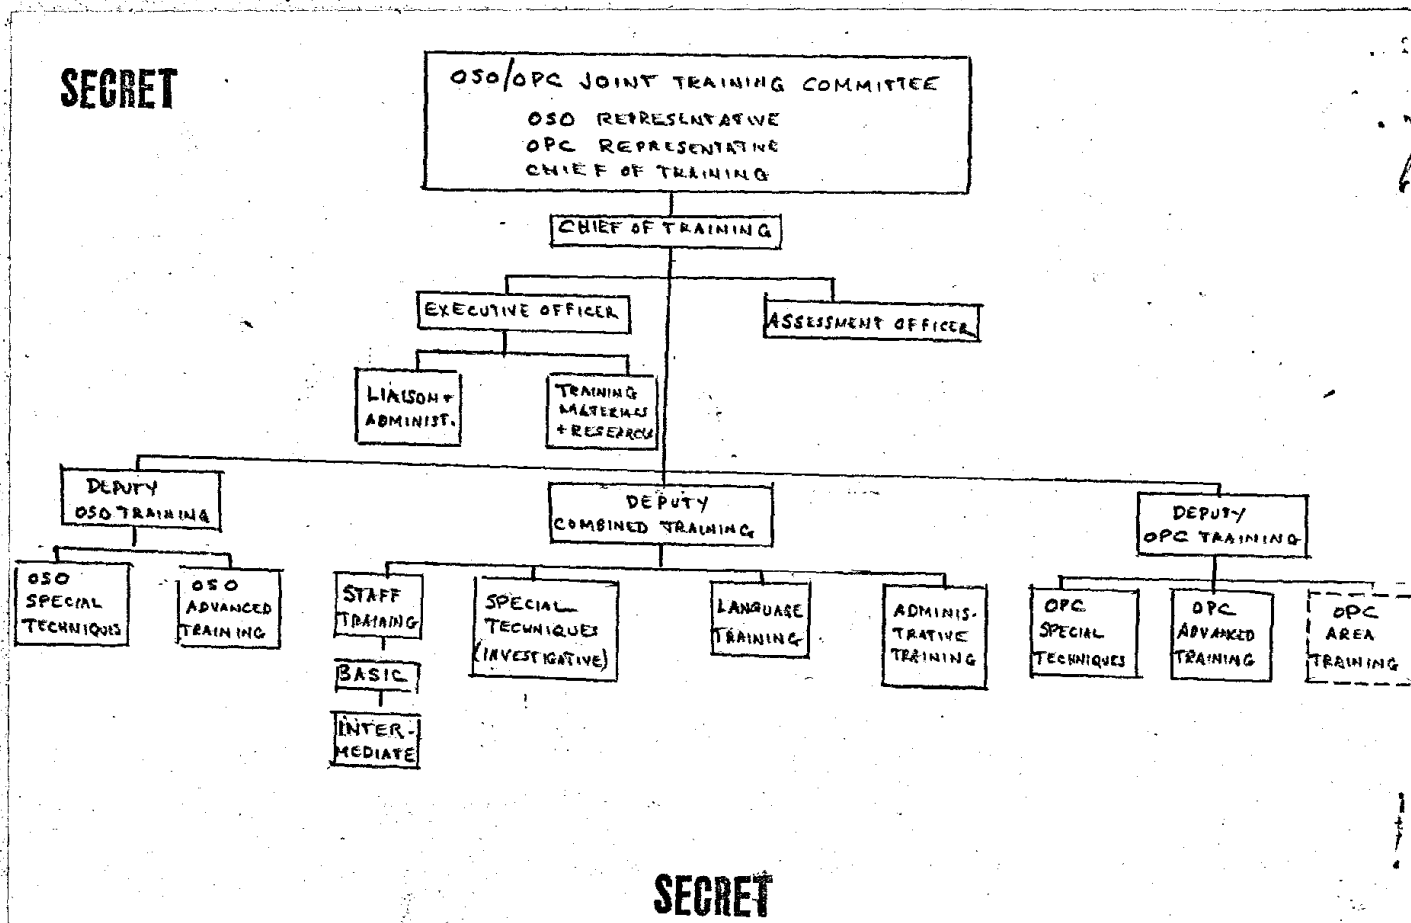 SECRET
OSO/OPC JOINT TRAINING COMMITTEE
OSO REPRESENTATIVE
OPC REPRESENTATIVE
CHIEF OF TRAINING
CHIEF OF TRAINING
EXECUTIVE OFFICER
ASSESSMENT OFFICER
LIAISON +
ADMINIST.
TRAINING
MATERIALS
+ RESEARCH
DEPUTY
OSO TRAINING
DEPUTY
COMBINED TRAINING
DEPUTY
OPC TRAINING
OSO
SPECIAL
TECHNIQUES
OSO
ADVANCED
TRAINING
STAFF
TRAINING
BASIC
INTER-
MEDIATE
SPECIAL
TECHNIQUES
(INVESTIGATIVE)
LANGUAGE
TRAINING
ADMINIS-
TRATIVE
TRAINING
OPC
SPECIAL
TECHNIQUES
OPC
ADVANCED
TRAINING
OPC
AREA
TRAINING
SECRET